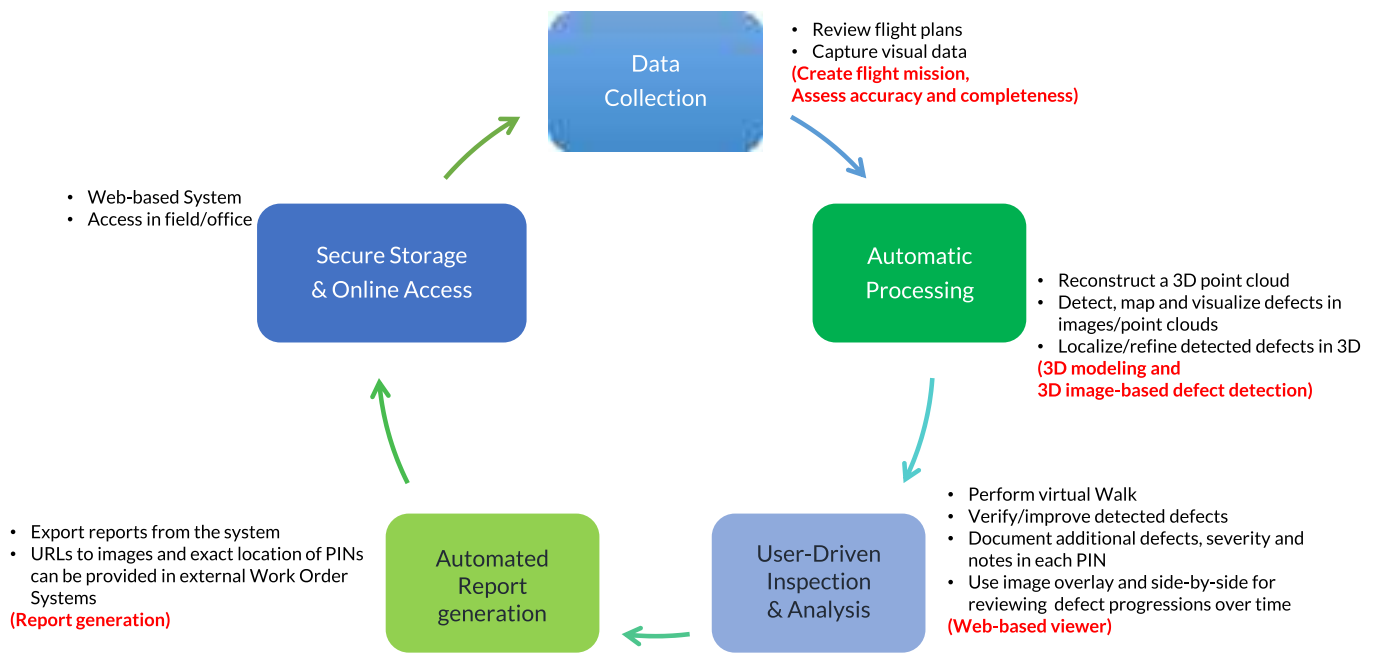 Data
Collection
• Review flight plans
• Capture visual data
(Create flight mission,
Assess accuracy and completeness)
Automatic
Processing
• Reconstruct a 3D point cloud
• Detect, map and visualize defects in
images/point clouds
• Localize/refine detected defects in 3D
(3D modeling and
3D image-based defect detection)
User-Driven
Inspection
& Analysis
• Perform virtual Walk
• Verify/improve detected defects
• Document additional defects, severity and
notes in each PIN
• Use image overlay and side-by-side for
reviewing defect progressions over time
(Web-based viewer)
Automated
Report
generation
• Export reports from the system
• URLs to images and exact location of PINs
can be provided in external Work Order
Systems
(Report generation)
Secure Storage
& Online Access
• Web-based System
• Access in field/office